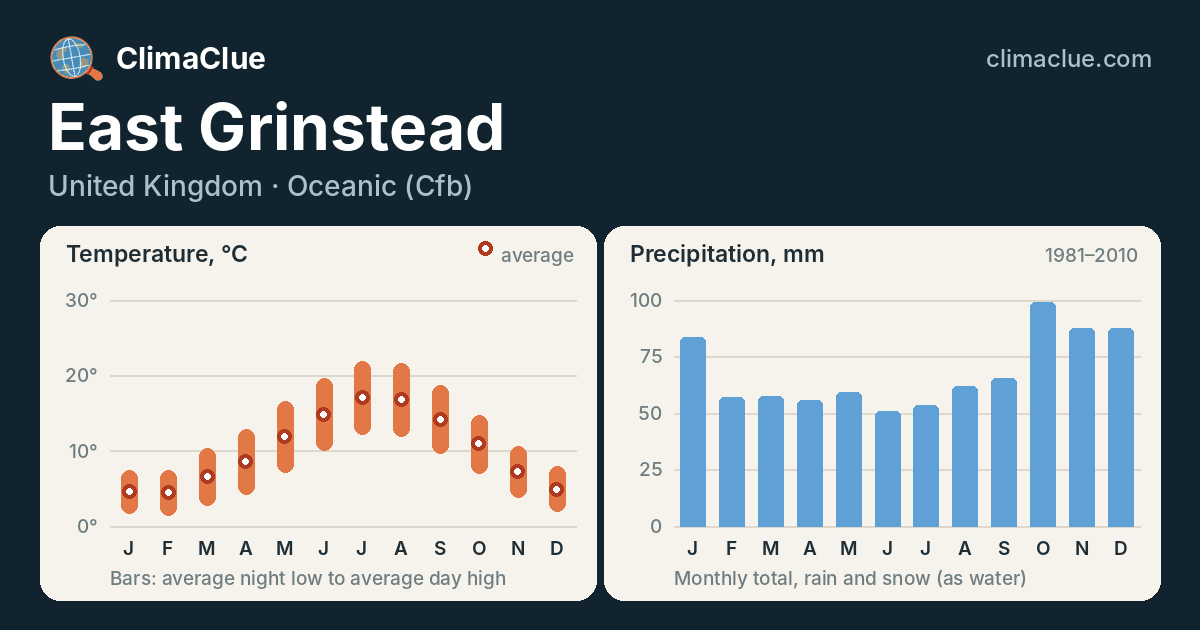 ClimaClue
climaclue.com
East Grinstead
United Kingdom · Oceanic (Cfb)
Temperature, °C
average
30°
20°
10°
0°
J F M A M J J A S O N D
Bars: average night low to average day high
Precipitation, mm
1981–2010
100
75
50
25
0
J F M A M J J A S O N D
Monthly total, rain and snow (as water)